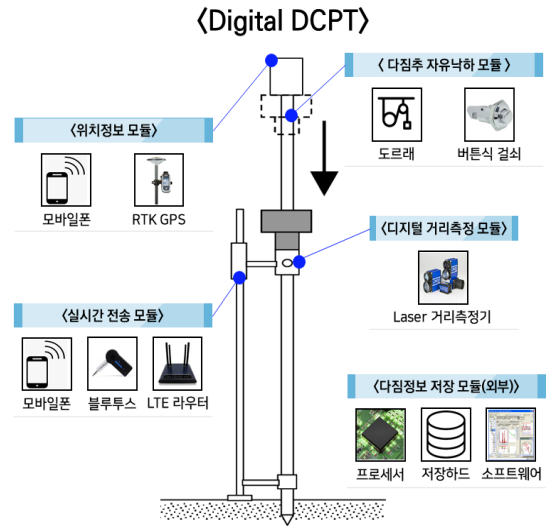 〈Digital DCPT〉
〈위치정보 모듈〉
모바일폰
RTK GPS
〈 다짐추 자유낙하 모듈 〉
도르래
버튼식 걸쇠
〈디지털 거리측정 모듈〉
Laser 거리측정기
〈실시간 전송 모듈〉
모바일폰
블루투스
LTE 라우터
〈다짐정보 저장 모듈(외부)〉
프로세서
저장하드
소프트웨어